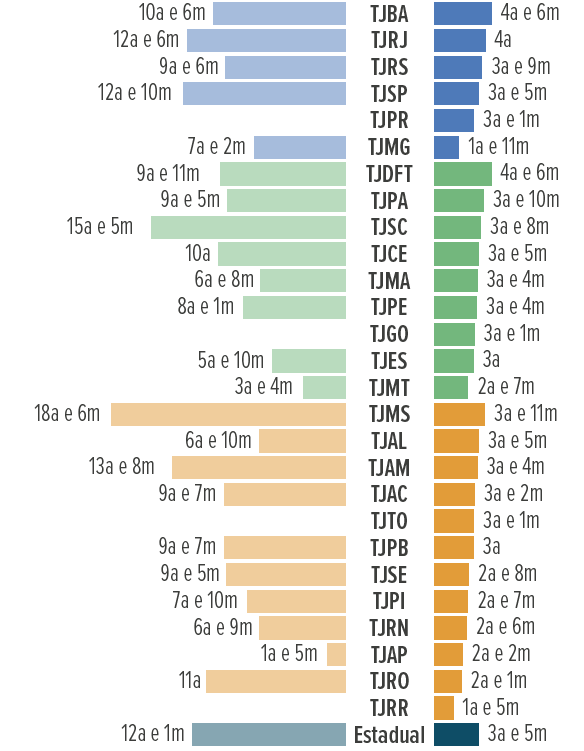 10a e 6m TJBA 4a e 6m
12a e 6m TJRJ 4a
9a e 6m TJRS 3a e 9m
12a e 10m TJSP 3a e 5m
TJPR 3a e 1m
7a e 2m TJMG 1a e 11m
9a e 11m TJDFT 4a e 6m
9a e 5m TJPA 3a e 10m
15a e 5m TJSC 3a e 8m
10a TJCE 3a e 5m
6a e 8m TJMA 3a e 4m
8a e 1m TJPE 3a e 4m
TJGO 3a e 1m
5a e 10m TJES 3a
3a e 4m TJMT 2a e 7m
18a e 6m TJMS 3a e 11m
6a e 10m TJAL 3a e 5m
13a e 8m TJAM 3a e 4m
9a e 7m TJAC 3a e 2m
TJTO 3a e 1m
9a e 7m TJPB 3a
9a e 5m TJSE 2a e 8m
7a e 10m TJPI 2a e 7m
6a e 9m TJRN 2a e 6m
1a e 5m TJAP 2a e 2m
11a TJRO 2a e 1m
TJRR 1a e 5m
12a e 1m Estadual 3a e 5m